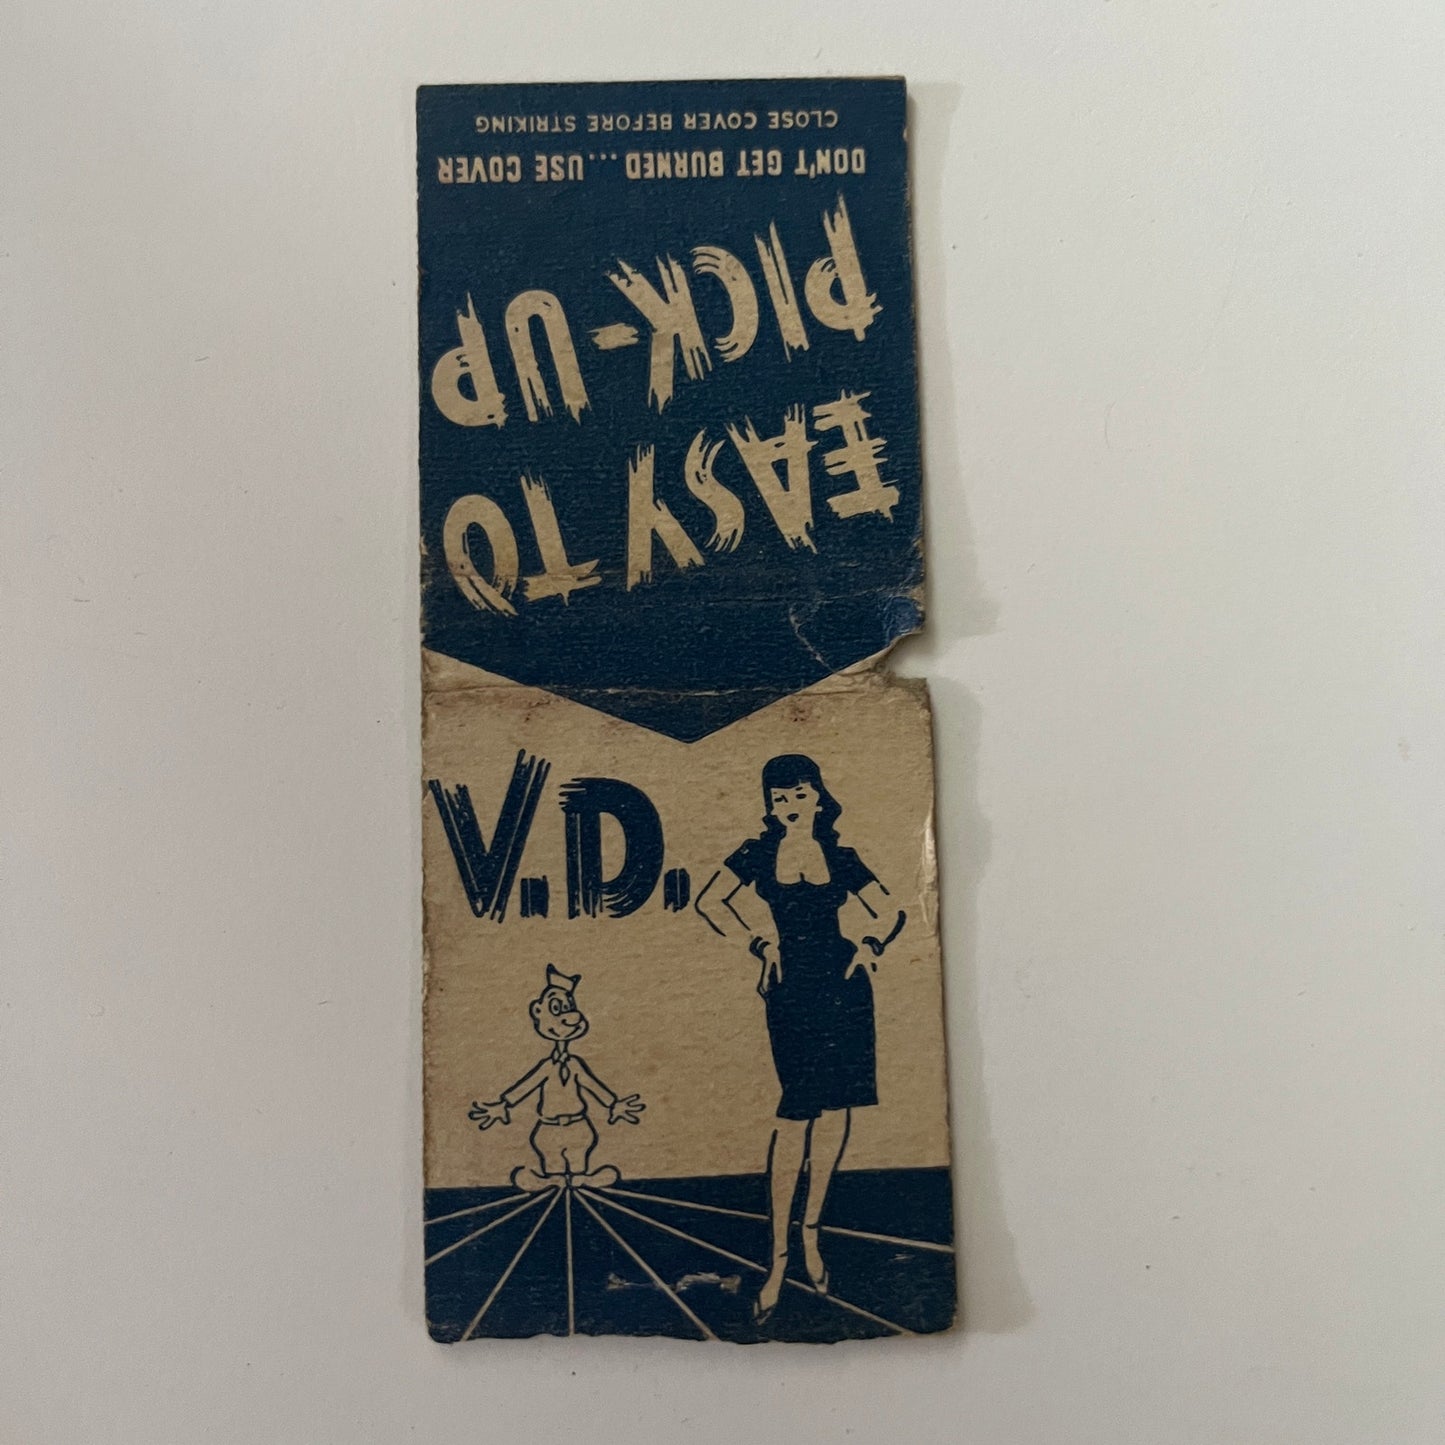 EASY TO
PICK-UP
DON'T GET BURNED...USE COVER
CLOSE COVER BEFORE STRIKING
V.D.